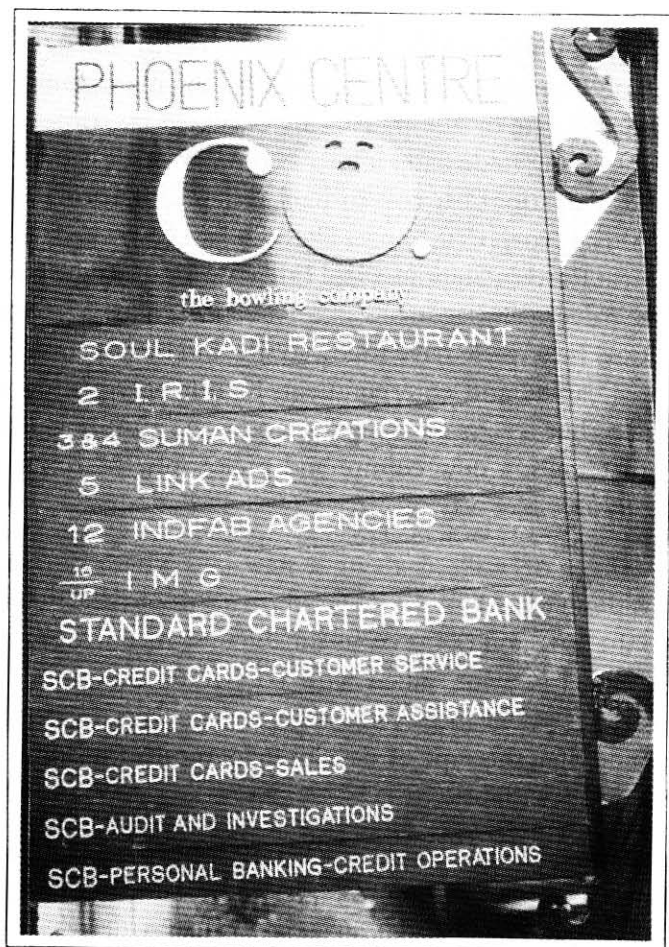 PHOENIX CENTRE
CO.
the bowling company
SOUL KADI RESTAURANT
2 I. R. I. S
3 & 4 SUMAN CREATIONS
5 LINK ADS
12 INDFAB AGENCIES
16/UP I M G
STANDARD CHARTERED BANK
SCB-CREDIT CARDS-CUSTOMER SERVICE
SCB-CREDIT CARDS-CUSTOMER ASSISTANCE
SCB-CREDIT CARDS-SALES
SCB-AUDIT AND INVESTIGATIONS
SCB-PERSONAL BANKING-CREDIT OPERATIONS